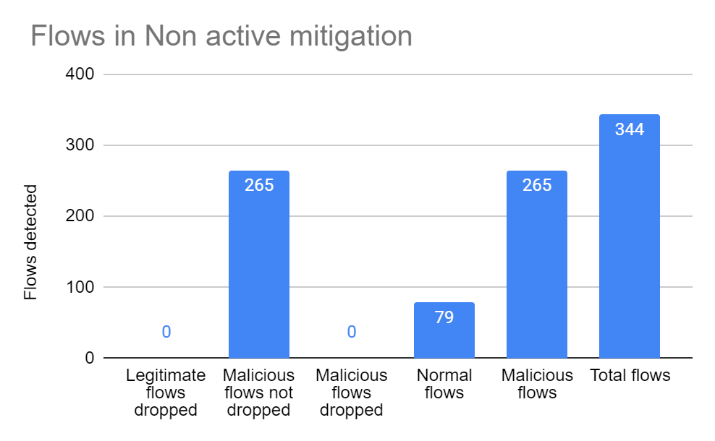 Flows in Non active mitigation
400
300
200
100
0
Flows detected
0
265
0
79
265
344
Legitimate
flows
dropped
Malicious
flows not
dropped
Malicious
flows
dropped
Normal
flows
Malicious
flows
Total flows